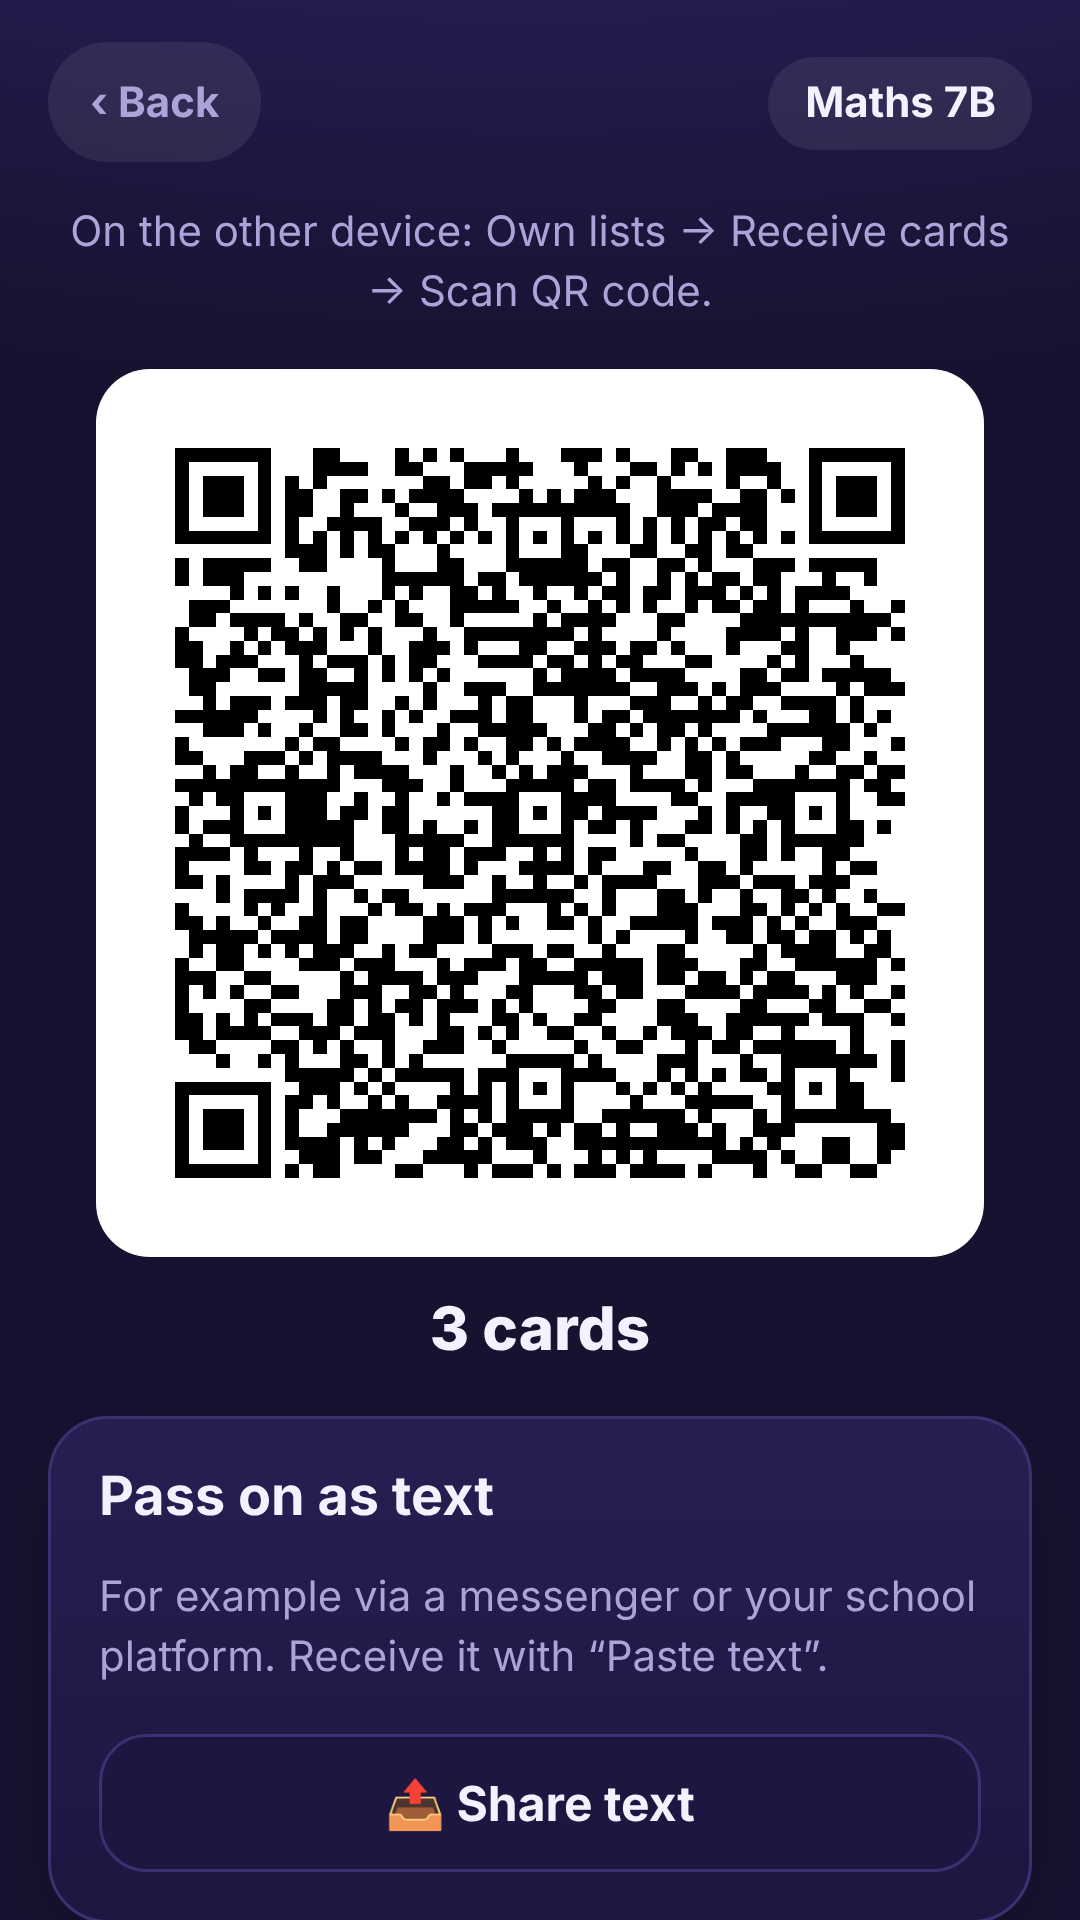 ‹ Back
Maths 7B
On the other device: Own lists → Receive cards
→ Scan QR code.
3 cards
Pass on as text
For example via a messenger or your school
platform. Receive it with “Paste text”.
📤 Share text